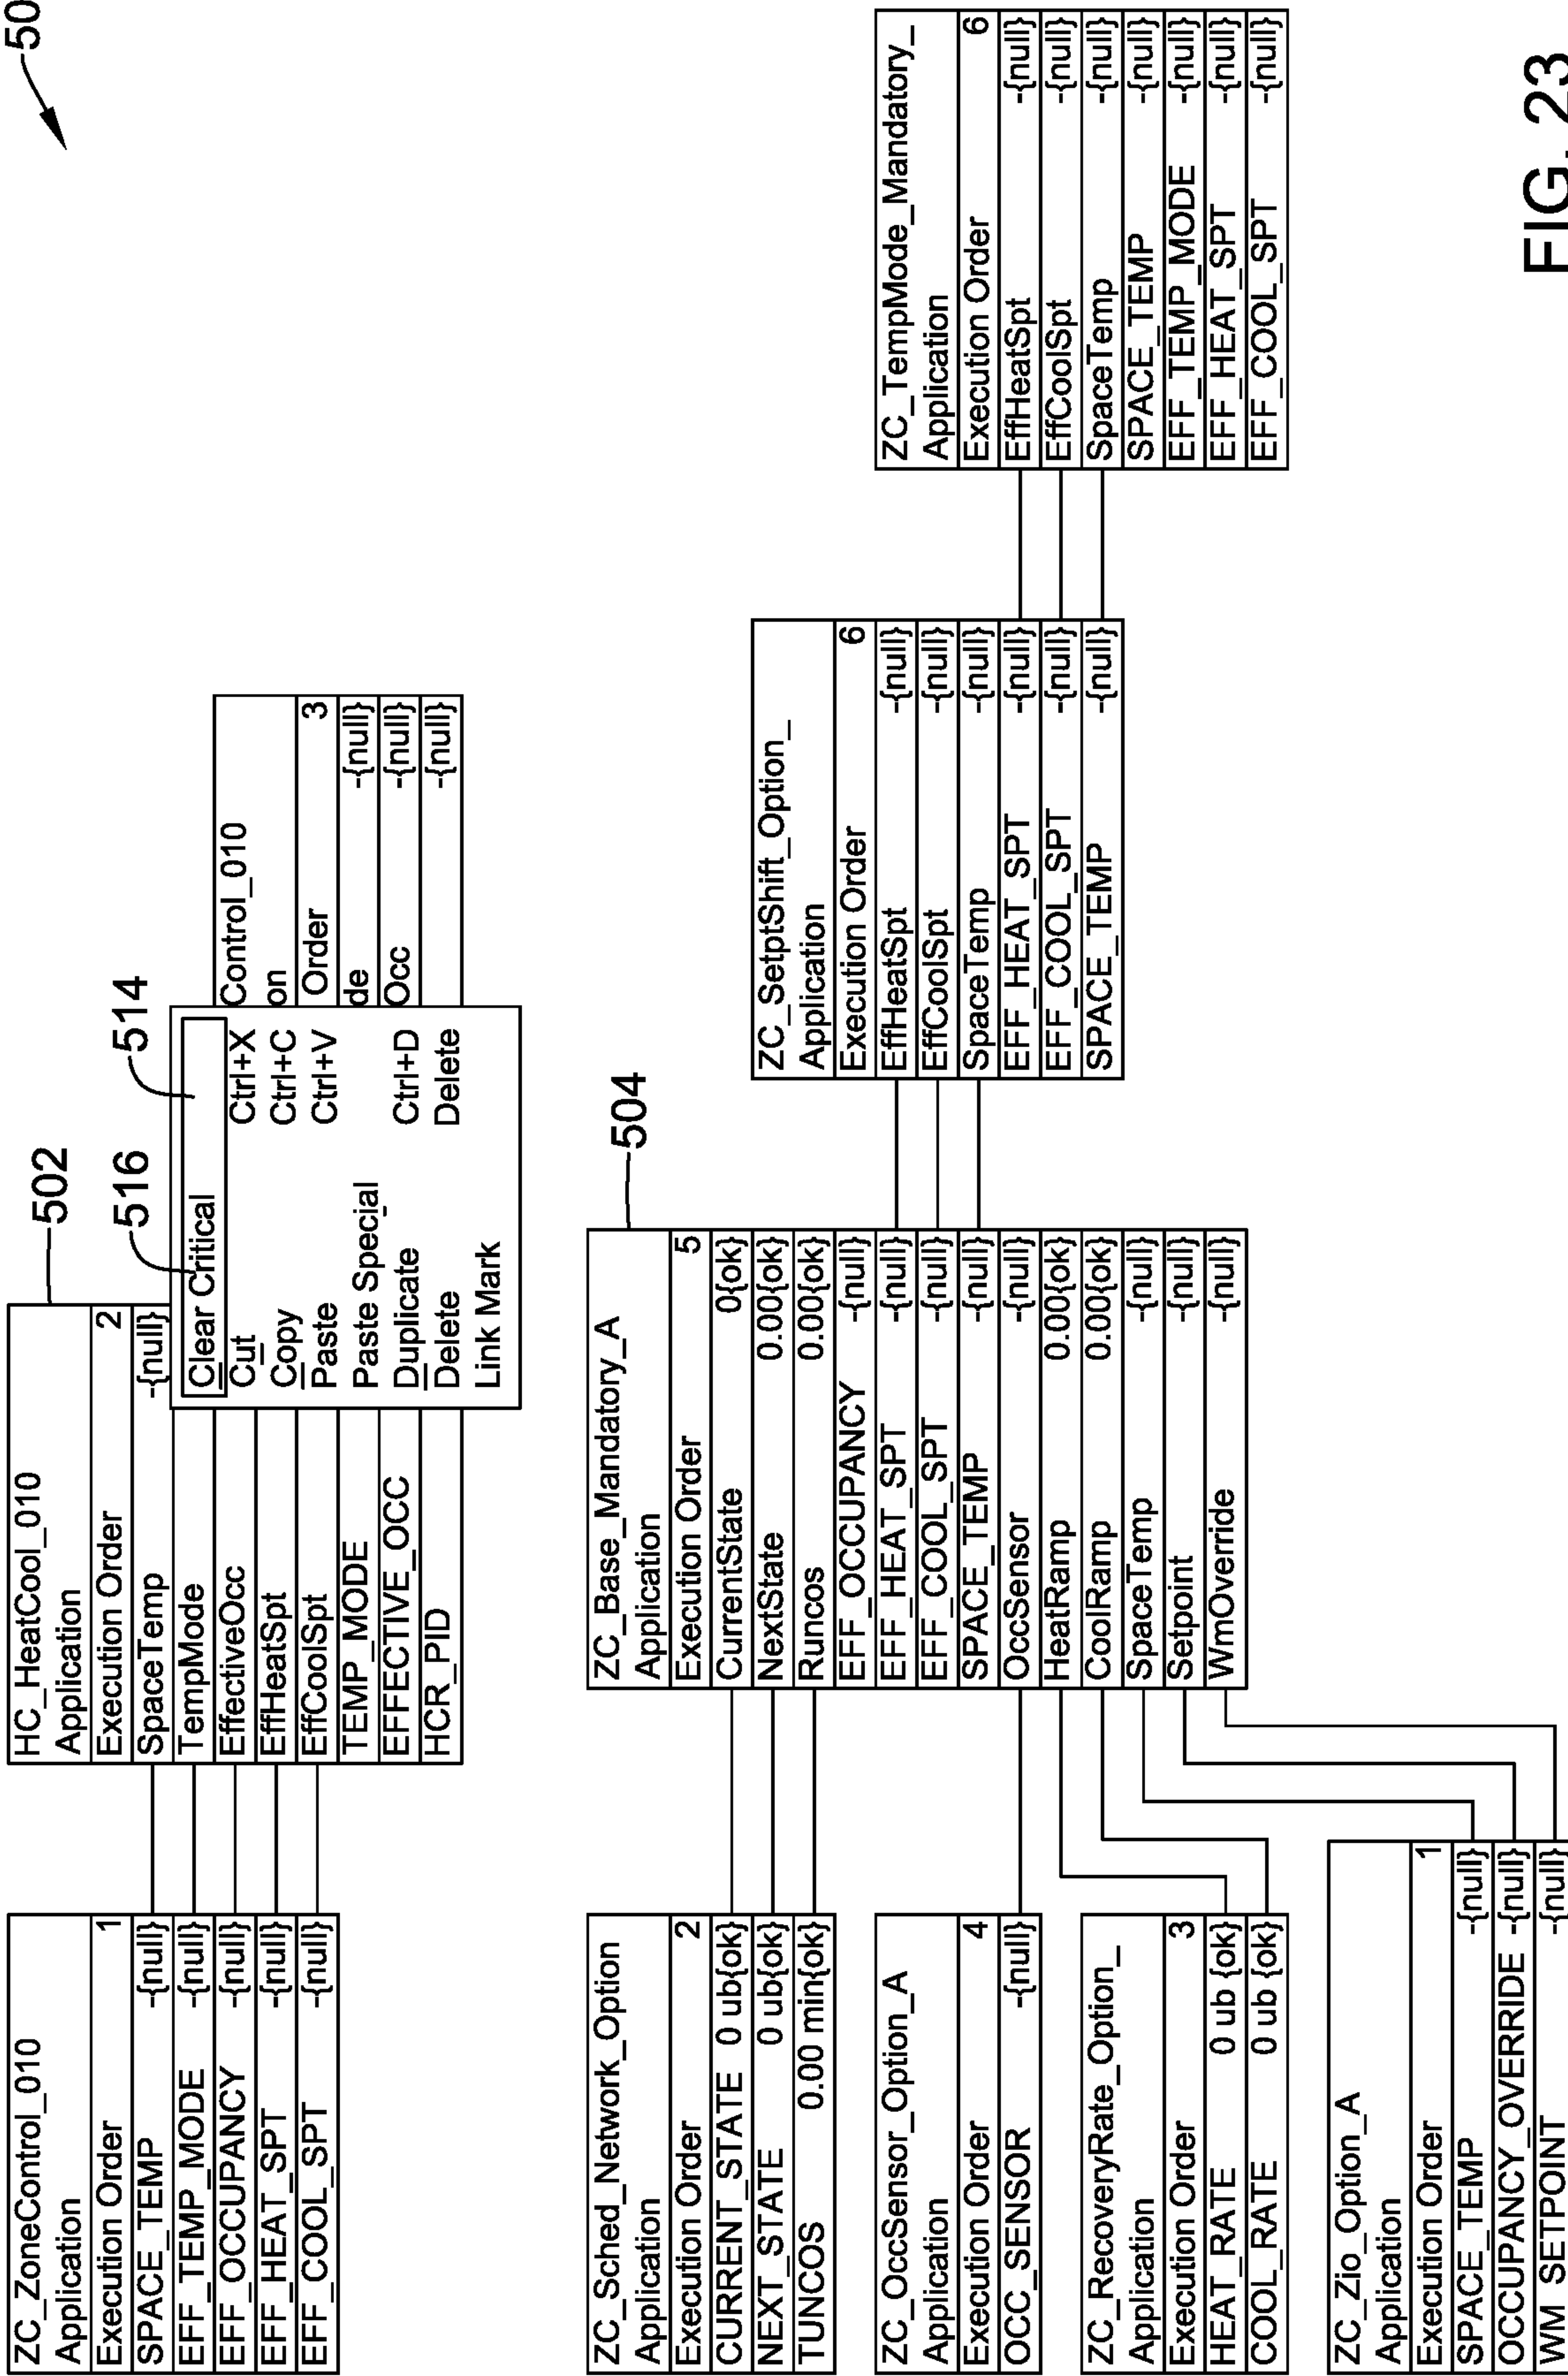 50
ZC_ZoneControl_010
Application
Execution Order 1
SPACE_TEMP -{null}
EFF_TEMP_MODE -{null}
EFF_OCCUPANCY -{null}
EFF_HEAT_SPT -{null}
EFF_COOL_SPT -{null}
502
HC_HeatCool_010
Application
Execution Order 2
SpaceTemp -{null}
TempMode
EffectiveOcc
EffHeatSpt
EffCoolSpt
TEMP_MODE
EFFECTIVE_OCC
HCR_PID
516
514
Clear Critical
Cut Ctrl+X
Copy Ctrl+C
Paste Ctrl+V
Paste Special
Duplicate Ctrl+D
Delete Delete
Link Mark
Control_010
on
Order 3
de -{null}
Occ -{null}
-{null}
ZC_Sched_Network_Option
Application
Execution Order 2
CURRENT_STATE 0 ub{ok}
NEXT_STATE 0 ub{ok}
TUNCOS 0.00 min{ok}
ZC_OccSensor_Option_A
Application
Execution Order 4
OCC_SENSOR -{null}
ZC_RecoveryRate_Option_
Application
Execution Order 3
HEAT_RATE 0 ub {ok}
COOL_RATE 0 ub {ok}
ZC_Zio_Option_A
Application
Execution Order 1
SPACE_TEMP -{null}
OCCUPANCY_OVERRIDE -{null}
WM_SETPOINT -{null}
504
ZC_Base_Mandatory_A
Application
Execution Order 5
CurrentState 0{ok}
NextState 0.00{ok}
Runcos 0.00{ok}
EFF_OCCUPANCY -{null}
EFF_HEAT_SPT -{null}
EFF_COOL_SPT -{null}
SPACE_TEMP -{null}
OccSensor -{null}
HeatRamp 0.00{ok}
CoolRamp 0.00{ok}
SpaceTemp -{null}
Setpoint -{null}
WmOverride -{null}
ZC_SetptShift_Option_
Application
Execution Order 6
EffHeatSpt -{null}
EffCoolSpt -{null}
SpaceTemp -{null}
EFF_HEAT_SPT -{null}
EFF_COOL_SPT -{null}
SPACE_TEMP -{null}
ZC_TempMode_Mandatory_
Application
Execution Order 6
EffHeatSpt -{null}
EffCoolSpt -{null}
SpaceTemp -{null}
SPACE_TEMP -{null}
EFF_TEMP_MODE -{null}
EFF_HEAT_SPT -{null}
EFF_COOL_SPT -{null}
FIG. 23